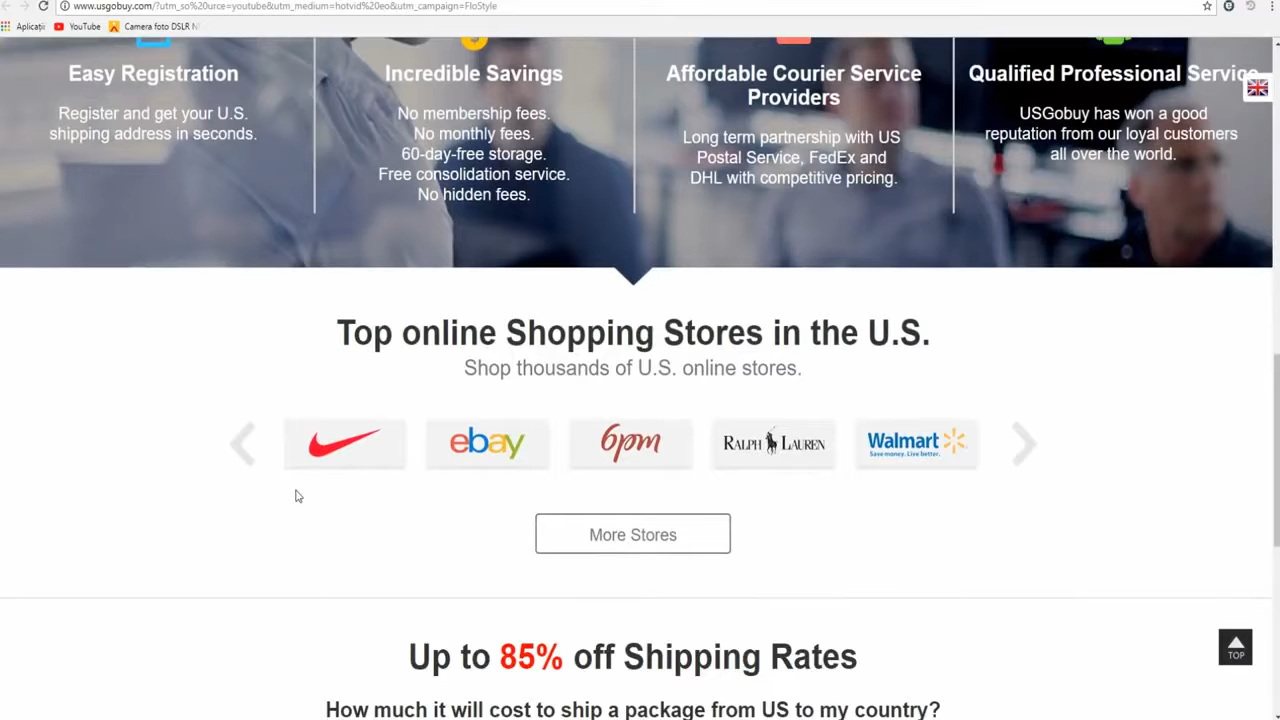 www.usgobuy.com/?utm_so%20urce=youtube&utm_medium=hotvid%20eo&utm_campaign=FloStyle
Aplicații YouTube Camera foto DSLR
Easy Registration
Register and get your U.S.
shipping address in seconds.
Incredible Savings
No membership fees.
No monthly fees.
60-day-free storage.
Free consolidation service.
No hidden fees.
Affordable Courier Service
Providers
Long term partnership with US
Postal Service, FedEx and
DHL with competitive pricing.
Qualified Professional Service
USGobuy has won a good
reputation from our loyal customers
all over the world.
Top online Shopping Stores in the U.S.
Shop thousands of U.S. online stores.
ebay
6pm
RALPH LAUREN
Walmart
Save money. Live better.
More Stores
Up to 85% off Shipping Rates
How much it will cost to ship a package from US to my country?
TOP